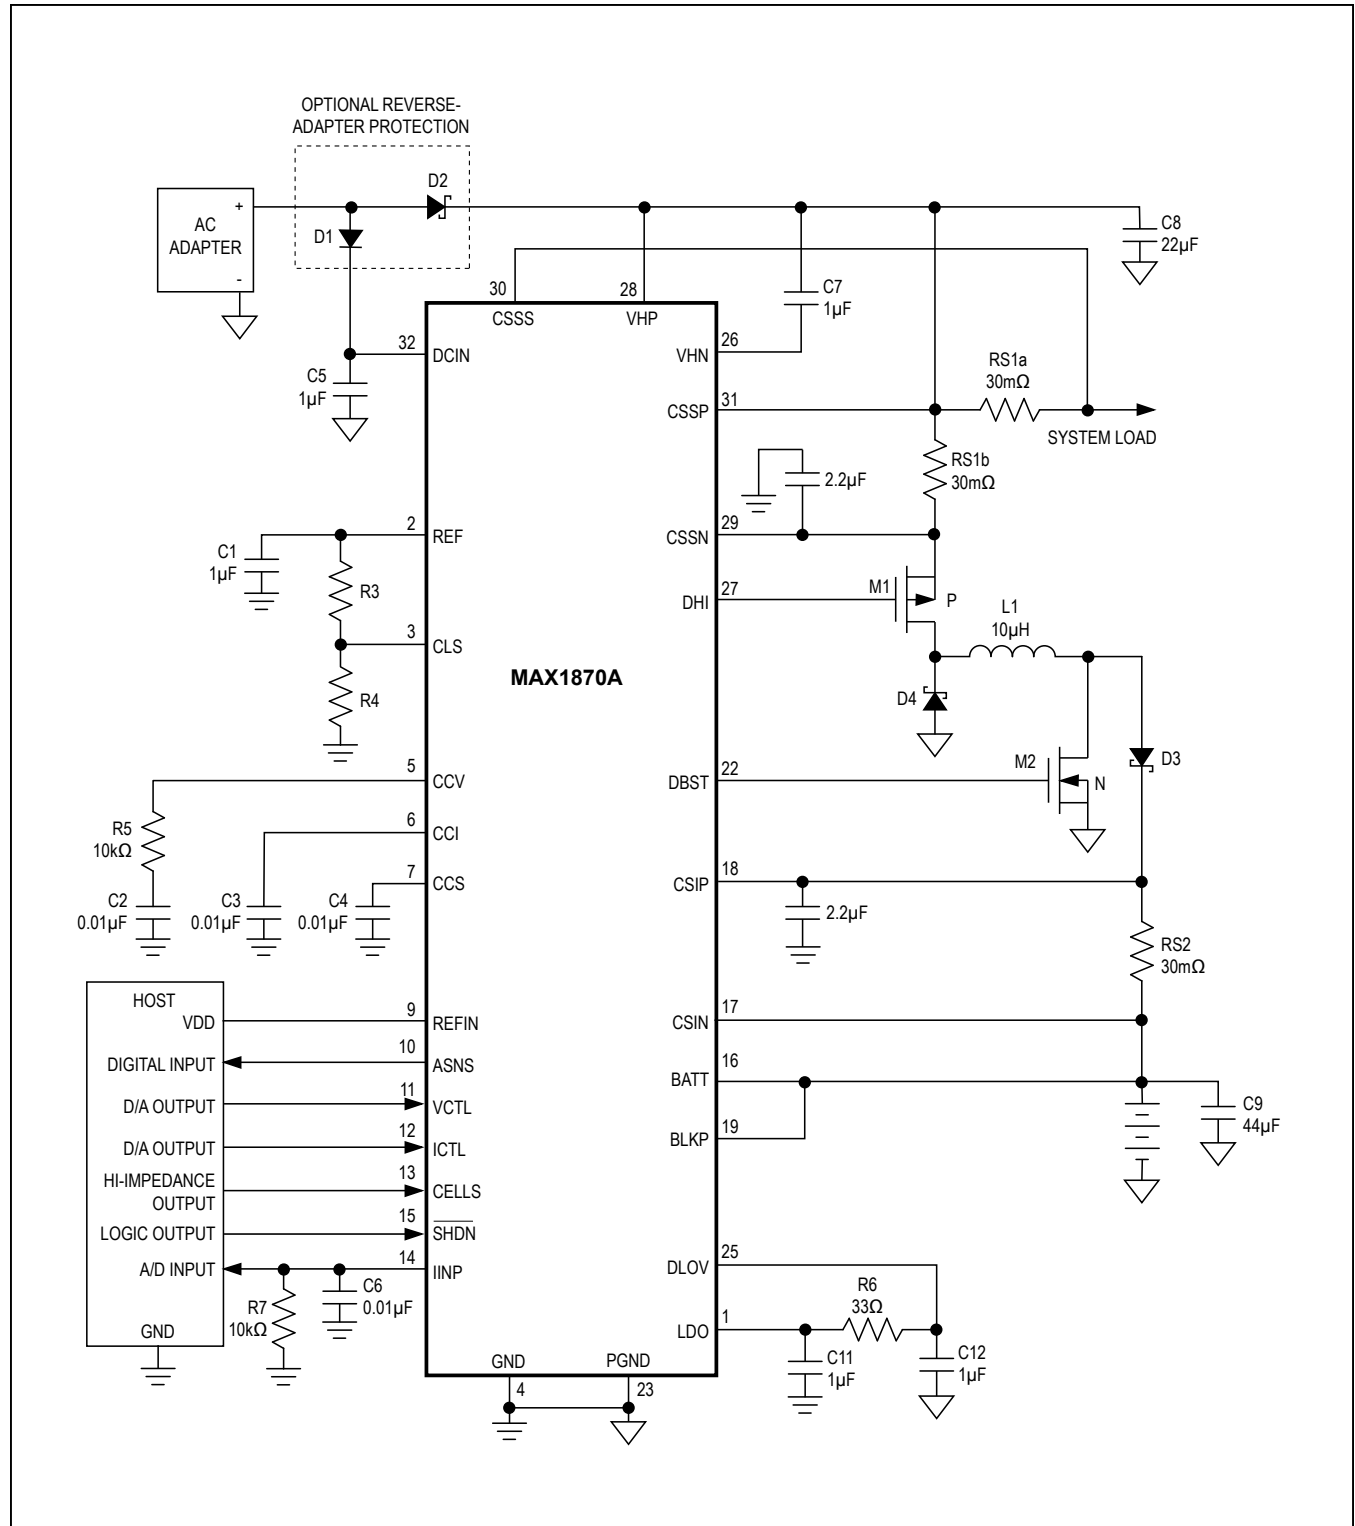 OPTIONAL REVERSE-
ADAPTER PROTECTION
D2
+
AC
ADAPTER
-
D1
C8
22µF
30
28
CSSS
VHP
C7
1µF
26
VHN
32
DCIN
C5
1µF
RS1a
30mΩ
31
CSSP
SYSTEM LOAD
RS1b
30mΩ
2.2µF
2
REF
29
CSSN
C1
1µF
R3
27
DHI
M1
P
L1
10µH
3
CLS
MAX1870A
R4
D4
5
CCV
22
DBST
M2
N
D3
R5
10kΩ
6
CCI
7
CCS
18
CSIP
C2
0.01µF
C3
0.01µF
C4
0.01µF
2.2µF
RS2
30mΩ
HOST
VDD
9
REFIN
17
CSIN
DIGITAL INPUT
10
ASNS
16
BATT
D/A OUTPUT
11
VCTL
C9
44µF
D/A OUTPUT
12
ICTL
19
BLKP
HI-IMPEDANCE
OUTPUT
13
CELLS
LOGIC OUTPUT
15
SHDN
A/D INPUT
14
IINP
25
DLOV
R7
10kΩ
C6
0.01µF
R6
33Ω
GND
1
LDO
C11
1µF
C12
1µF
GND
PGND
4
23